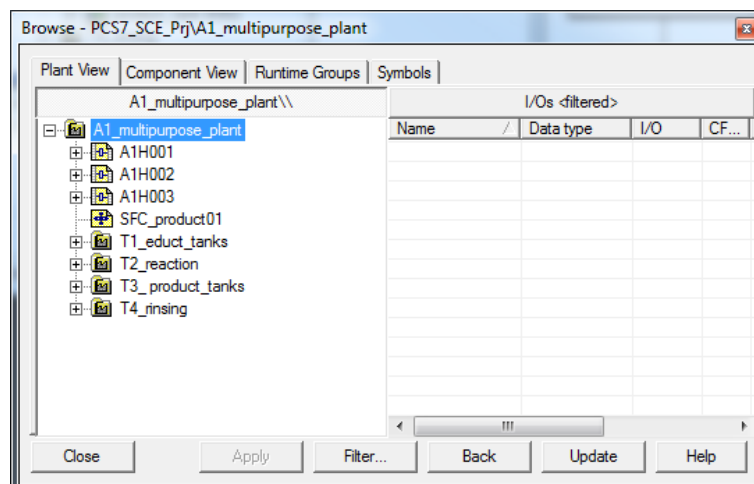 Browse - PCS7_SCE_Prj\A1_multipurpose_plant
Plant View Component View Runtime Groups Symbols
A1_multipurpose_plant\\ I/Os <filtered>
Name Data type I/O CF...
A1_multipurpose_plant
A1H001
A1H002
A1H003
SFC_product01
T1_educt_tanks
T2_reaction
T3_ product_tanks
T4_rinsing
Close Apply Filter... Back Update Help